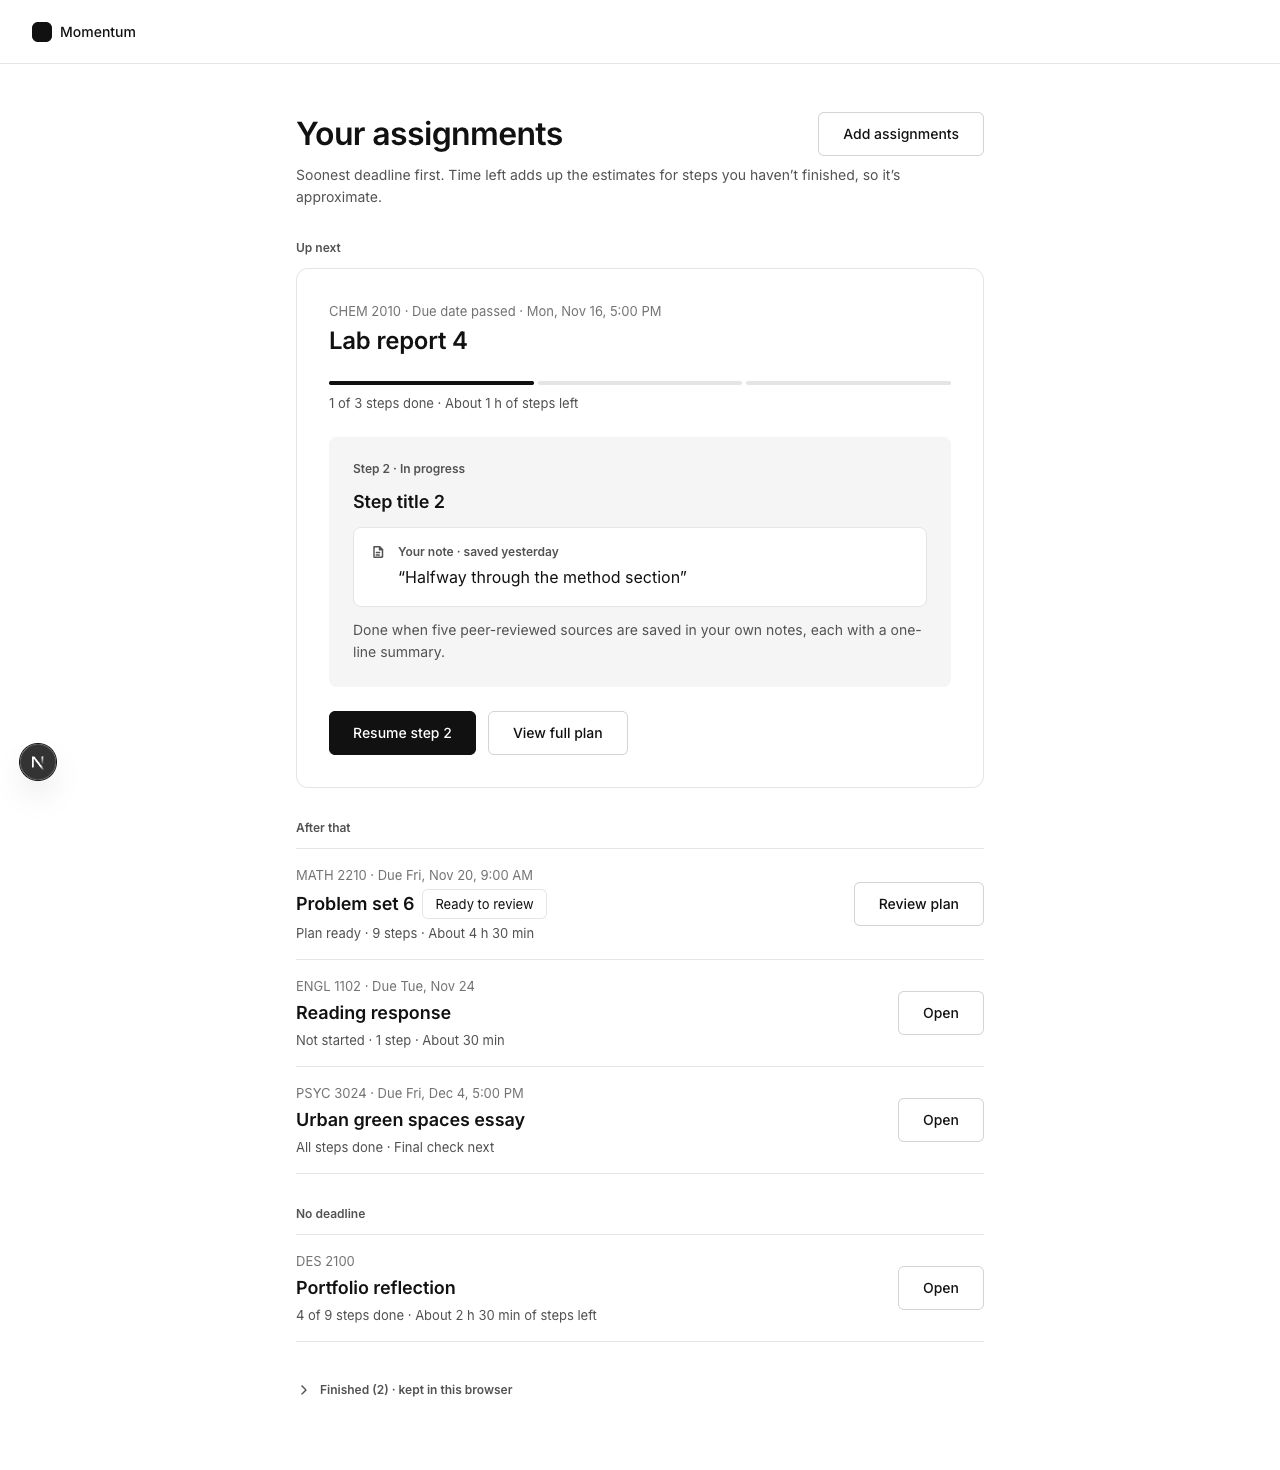 Momentum
Your assignments
Add assignments
Soonest deadline first. Time left adds up the estimates for steps you haven’t finished, so it’s
approximate.
Up next
CHEM 2010 · Due date passed · Mon, Nov 16, 5:00 PM
Lab report 4
1 of 3 steps done · About 1 h of steps left
Step 2 · In progress
Step title 2
Your note · saved yesterday
“Halfway through the method section”
Done when five peer-reviewed sources are saved in your own notes, each with a one-
line summary.
Resume step 2
View full plan
N
After that
MATH 2210 · Due Fri, Nov 20, 9:00 AM
Problem set 6
Ready to review
Plan ready · 9 steps · About 4 h 30 min
Review plan
ENGL 1102 · Due Tue, Nov 24
Reading response
Not started · 1 step · About 30 min
Open
PSYC 3024 · Due Fri, Dec 4, 5:00 PM
Urban green spaces essay
All steps done · Final check next
Open
No deadline
DES 2100
Portfolio reflection
4 of 9 steps done · About 2 h 30 min of steps left
Open
Finished (2) · kept in this browser